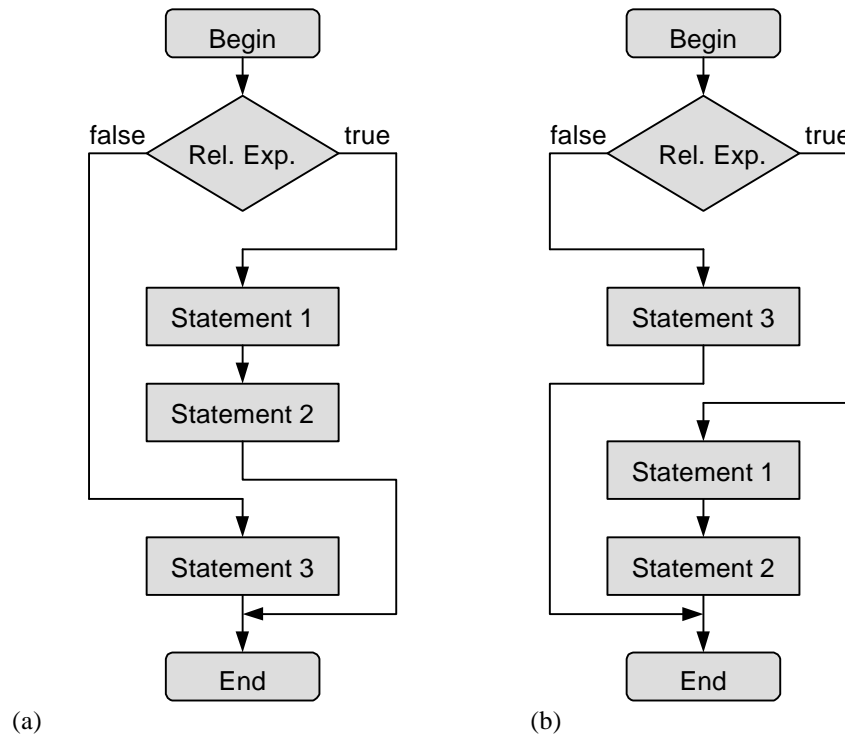 Begin
false
Rel. Exp.
true
Statement 1
Statement 2
Statement 3
End
(a)
Begin
false
Rel. Exp.
true
Statement 3
Statement 1
Statement 2
End
(b)